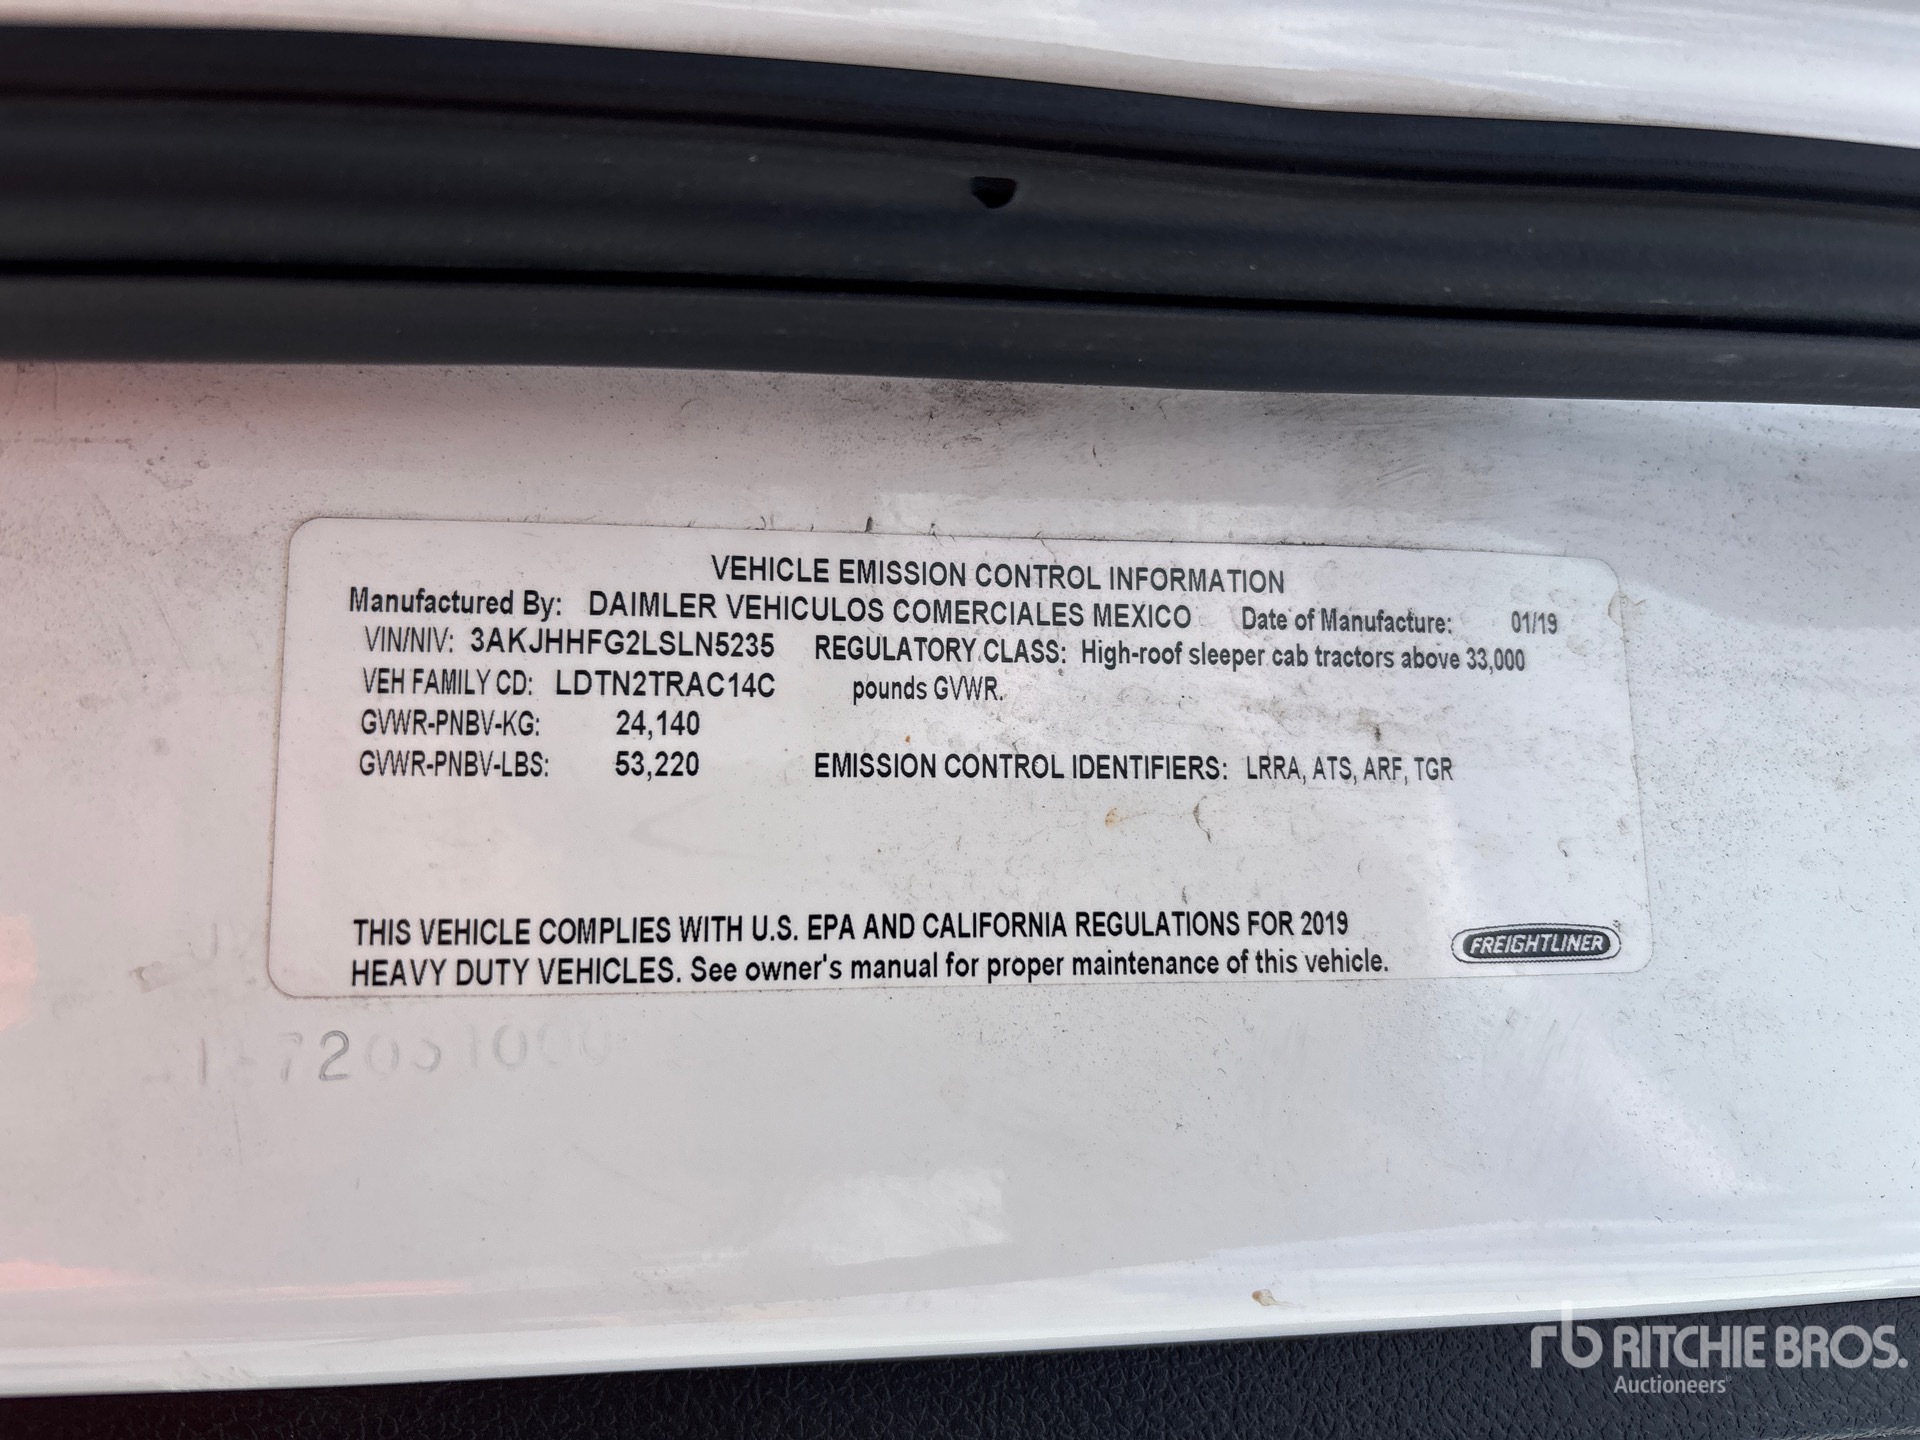 VEHICLE EMISSION CONTROL INFORMATION
Manufactured By: DAIMLER VEHICULOS COMERCIALES MEXICO Date of Manufacture: 01/19
VIN/NIV: 3AKJHHFG2LSLN5235 REGULATORY CLASS: High-roof sleeper cab tractors above 33,000
VEH FAMILY CD: LDTN2TRAC14C pounds GVWR.
GVWR-PNBV-KG: 24,140
GVWR-PNBV-LBS: 53,220 EMISSION CONTROL IDENTIFIERS: LRRA, ATS, ARF, TGR
THIS VEHICLE COMPLIES WITH U.S. EPA AND CALIFORNIA REGULATIONS FOR 2019
HEAVY DUTY VEHICLES. See owner's manual for proper maintenance of this vehicle.
FREIGHTLINER
rb RITCHIE BROS.
Auctioneers